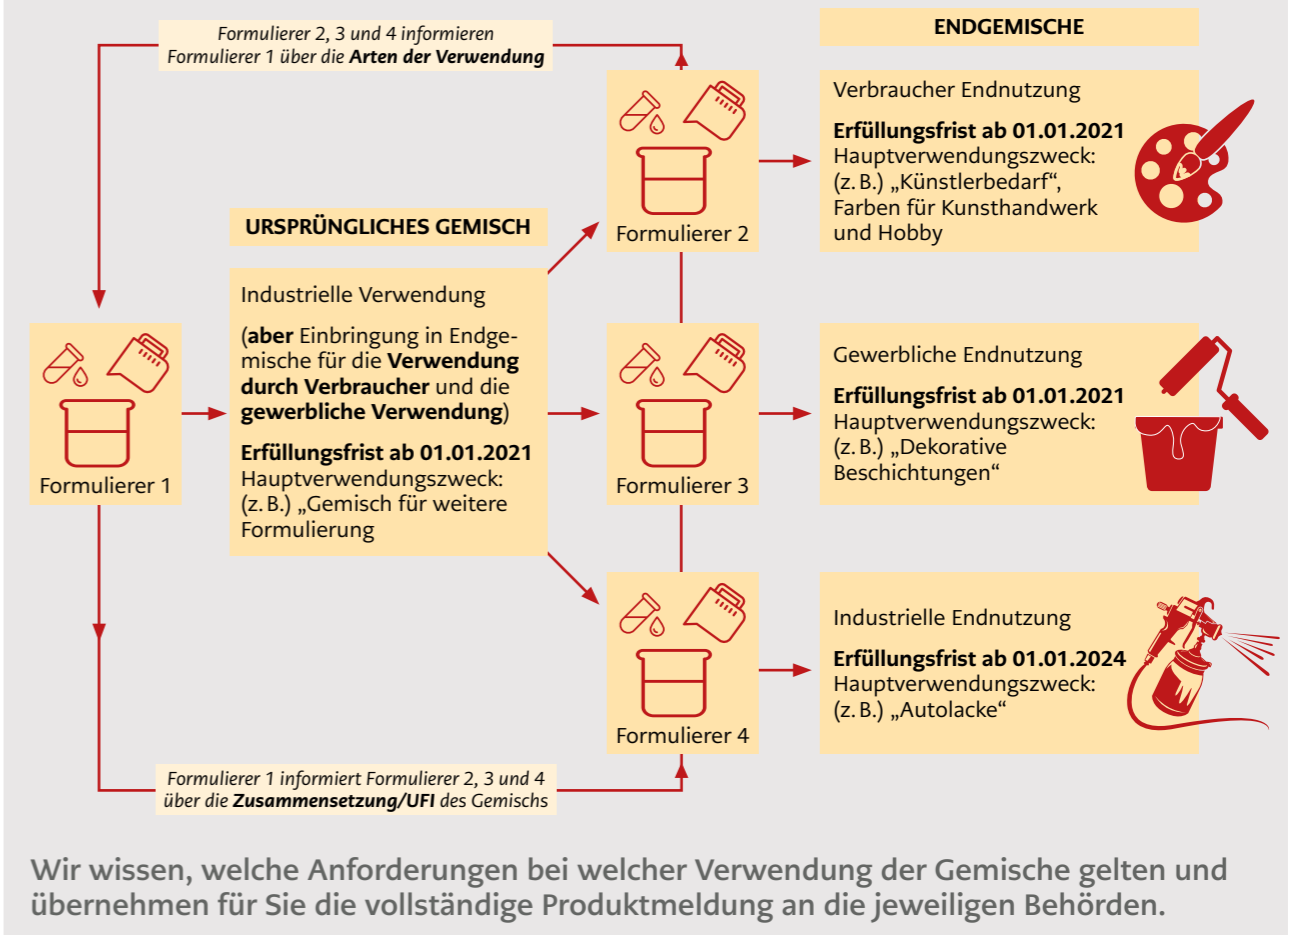 Formulierer 2, 3 und 4 informieren
Formulierer 1 über die Arten der Verwendung
ENDGEMISCHE
Verbraucher Endnutzung
Erfüllungsfrist ab 01.01.2021
Hauptverwendungszweck:
(z. B.) „Künstlerbedarf“,
Farben für Kunsthandwerk
und Hobby
Formulierer 2
URSPRÜNGLICHES GEMISCH
Industrielle Verwendung
(aber Einbringung in Endge-
mische für die Verwendung
durch Verbraucher und die
gewerbliche Verwendung)
Erfüllungsfrist ab 01.01.2021
Hauptverwendungszweck:
(z. B.) „Gemisch für weitere
Formulierung
Formulierer 1
Formulierer 3
Gewerbliche Endnutzung
Erfüllungsfrist ab 01.01.2021
Hauptverwendungszweck:
(z. B.) „Dekorative
Beschichtungen“
Formulierer 4
Industrielle Endnutzung
Erfüllungsfrist ab 01.01.2024
Hauptverwendungszweck:
(z. B.) „Autolacke“
Formulierer 1 informiert Formulierer 2, 3 und 4
über die Zusammensetzung/UFI des Gemischs
Wir wissen, welche Anforderungen bei welcher Verwendung der Gemische gelten und
übernehmen für Sie die vollständige Produktmeldung an die jeweiligen Behörden.